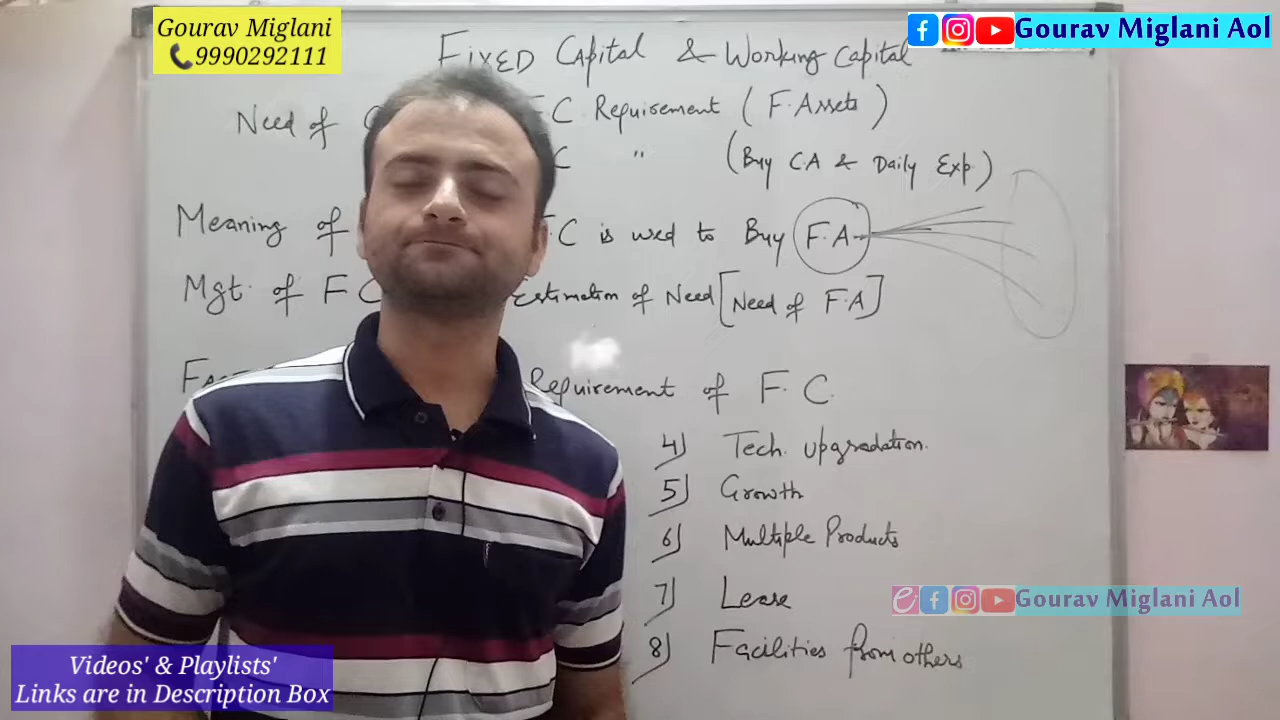 Gourav Miglani
9990292111
Gourav Miglani Aol
FIXED Capital & Working Capital
Need of C Requirement ( F. Assets )
C " (Buy C.A & Daily Exp.)
Meaning of F.C is used to Buy F.A
Mgt. of F C Estimation of Need [Need of F.A]
Requirement of F. C.
4) Tech. upgradation.
5) Growth
6) Multiple Products
7) Lease
8) Facilities from others
Gourav Miglani Aol
Videos' & Playlists'
Links are in Description Box